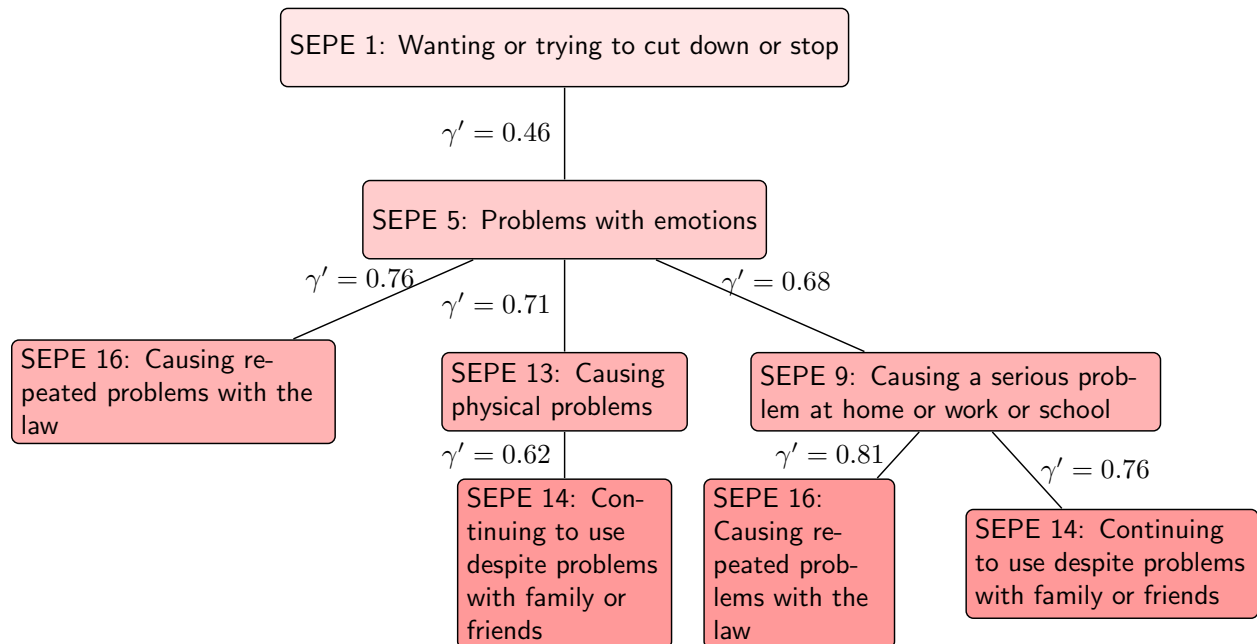 SEPE 1: Wanting or trying to cut down or stop
γ′ = 0.46
SEPE 5: Problems with emotions
γ′ = 0.76
γ′ = 0.71
γ′ = 0.68
SEPE 16: Causing re-
peated problems with the
law
SEPE 13: Causing
physical problems
SEPE 9: Causing a serious prob-
lem at home or work or school
γ′ = 0.62
γ′ = 0.81
γ′ = 0.76
SEPE 14: Con-
tinuing to use
despite problems
with family or
friends
SEPE 16:
Causing re-
peated prob-
lems with the
law
SEPE 14: Continuing
to use despite problems
with family or friends